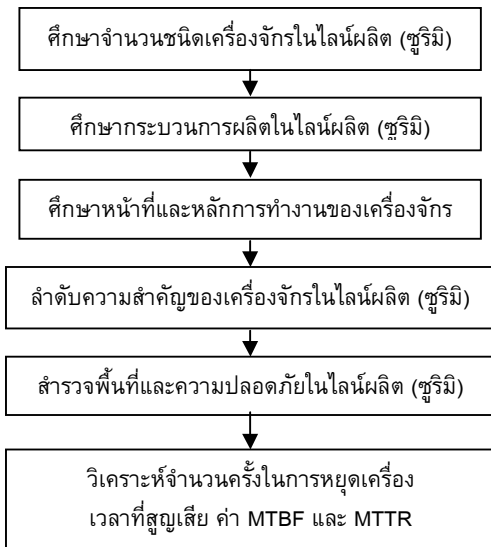 ศึกษาจำนวนชนิดเครื่องจักรในไลน์ผลิต (ซูริมิ)
ศึกษากระบวนการผลิตในไลน์ผลิต (ซูริมิ)
ศึกษาหน้าที่และหลักการทำงานของเครื่องจักร
ลำดับความสำคัญของเครื่องจักรในไลน์ผลิต (ซูริมิ)
สำรวจพื้นที่และความปลอดภัยในไลน์ผลิต (ซูริมิ)
วิเคราะห์จำนวนครั้งในการหยุดเครื่อง
เวลาที่สูญเสีย ค่า MTBF และ MTTR